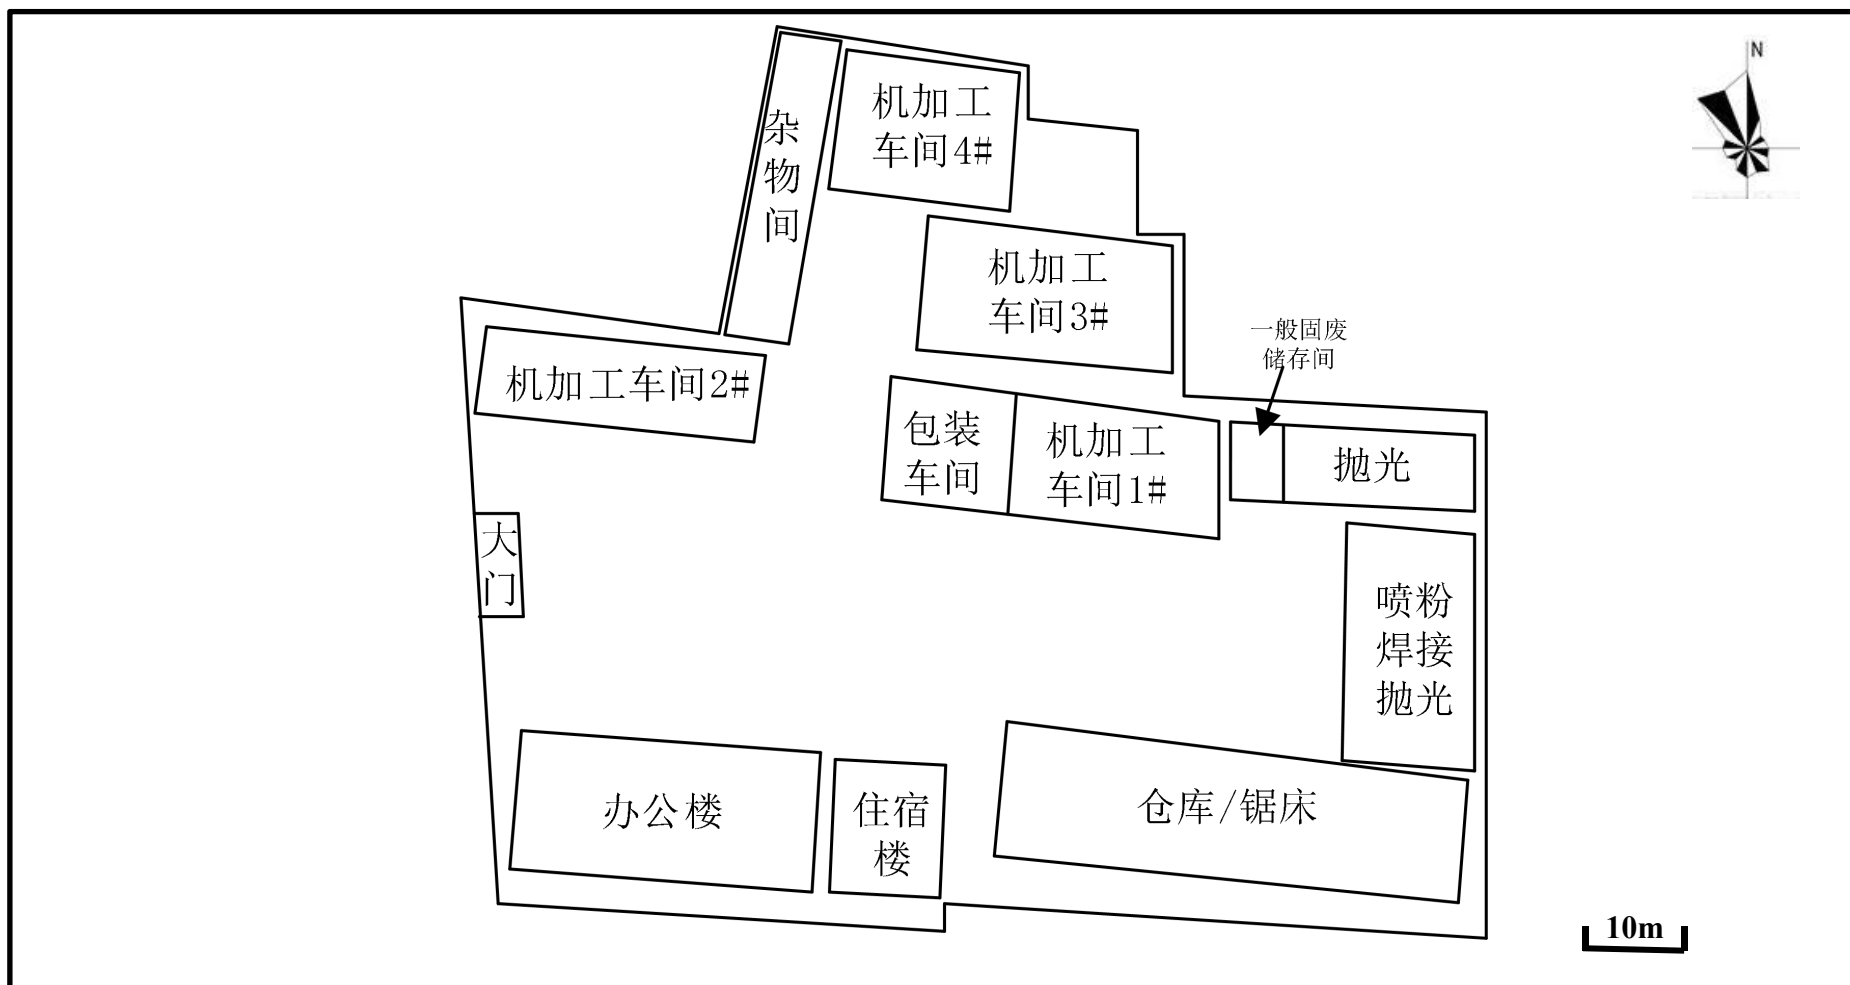 N
机加工
车间4#
杂
物
间
机加工
车间3#
一般固废
储存间
机加工车间2#
包装
车间
机加工
车间1#
抛光
大
门
喷粉
焊接
抛光
办公楼
住宿
楼
仓库/锯床
10m